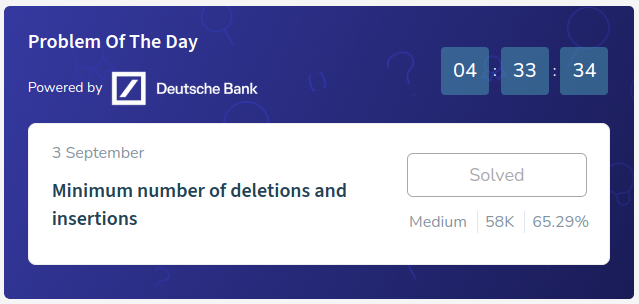 Problem Of The Day
04 : 33 : 34
Powered by Deutsche Bank
3 September
Solved
Minimum number of deletions and
insertions
Medium 58K 65.29%